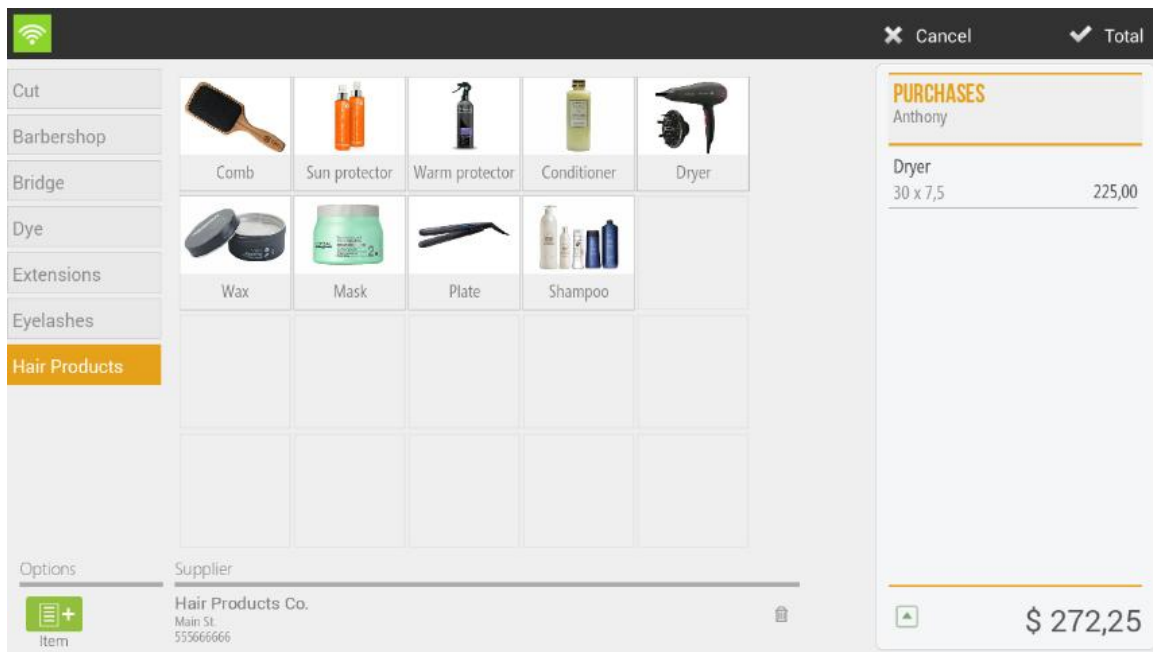 Cancel
Total
Cut
Barbershop
Bridge
Dye
Extensions
Eyelashes
Hair Products
Comb
Sun protector
Warm protector
Conditioner
Dryer
Wax
Mask
Plate
Shampoo
PURCHASES
Anthony
Dryer
30 x 7,5 225,00
Options
Supplier
Item
Hair Products Co.
Main St.
555666666
$ 272,25